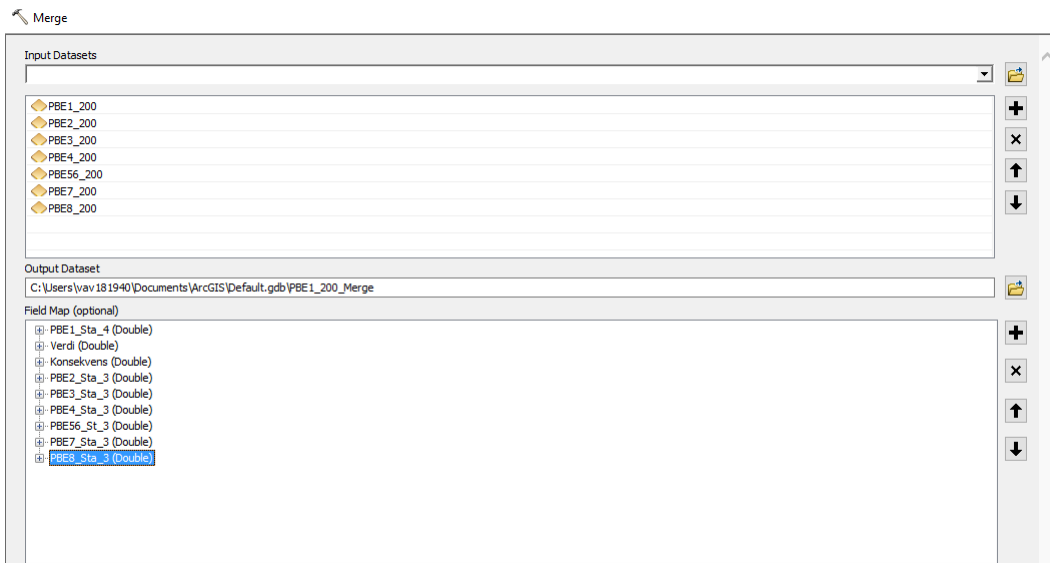 Merge
Input Datasets
PBE1_200
PBE2_200
PBE3_200
PBE4_200
PBE56_200
PBE7_200
PBE8_200
Output Dataset
C:\Users\vav181940\Documents\ArcGIS\Default.gdb\PBE1_200_Merge
Field Map (optional)
PBE1_Sta_4 (Double)
Verdi (Double)
Konsekvens (Double)
PBE2_Sta_3 (Double)
PBE3_Sta_3 (Double)
PBE4_Sta_3 (Double)
PBE56_St_3 (Double)
PBE7_Sta_3 (Double)
PBE8_Sta_3 (Double)